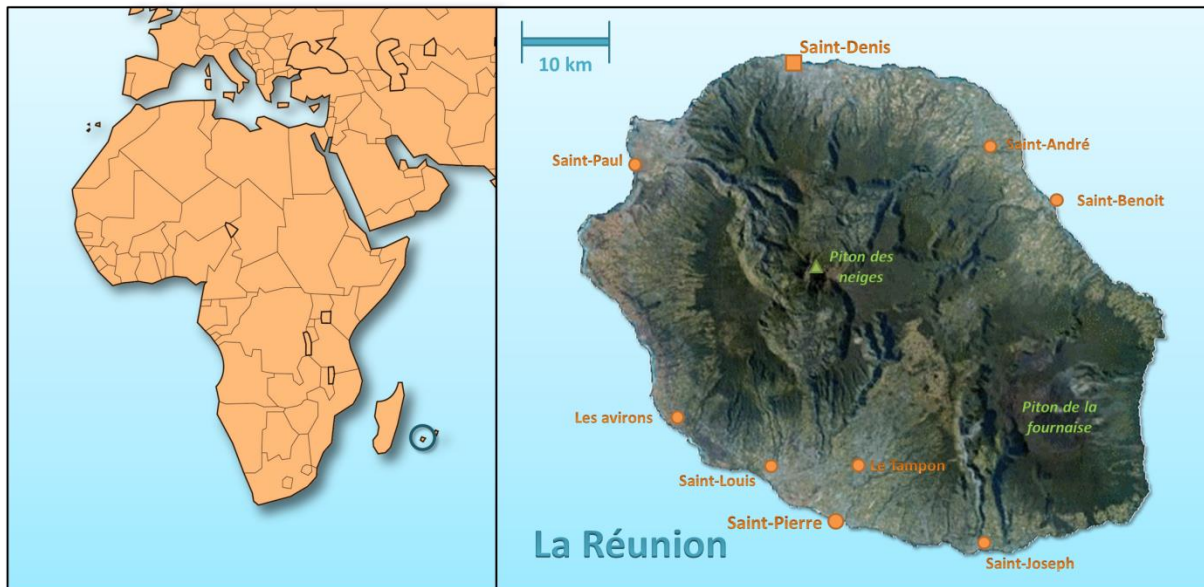 Saint-Denis
10 km
Saint-André
Saint-Paul
Saint-Benoit
Piton des
neiges
Piton de la
fournaise
Les avirons
Le Tampon
Saint-Louis
Saint-Pierre
La Réunion
Saint-Joseph